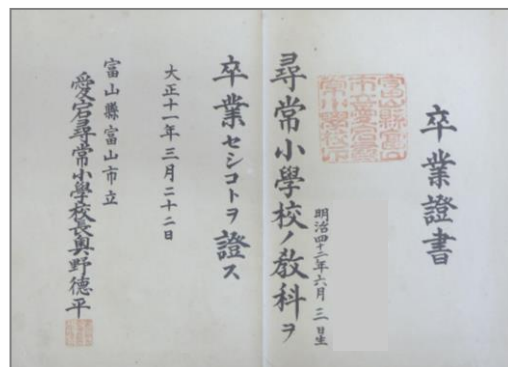 卒業證書
明治四十二年六月三日生
尋常小學校ノ敎科ヲ
卒業セシコトヲ證ス
大正十一年三月二十二日
富山縣富山市立
愛宕尋常小學校長奥野德平